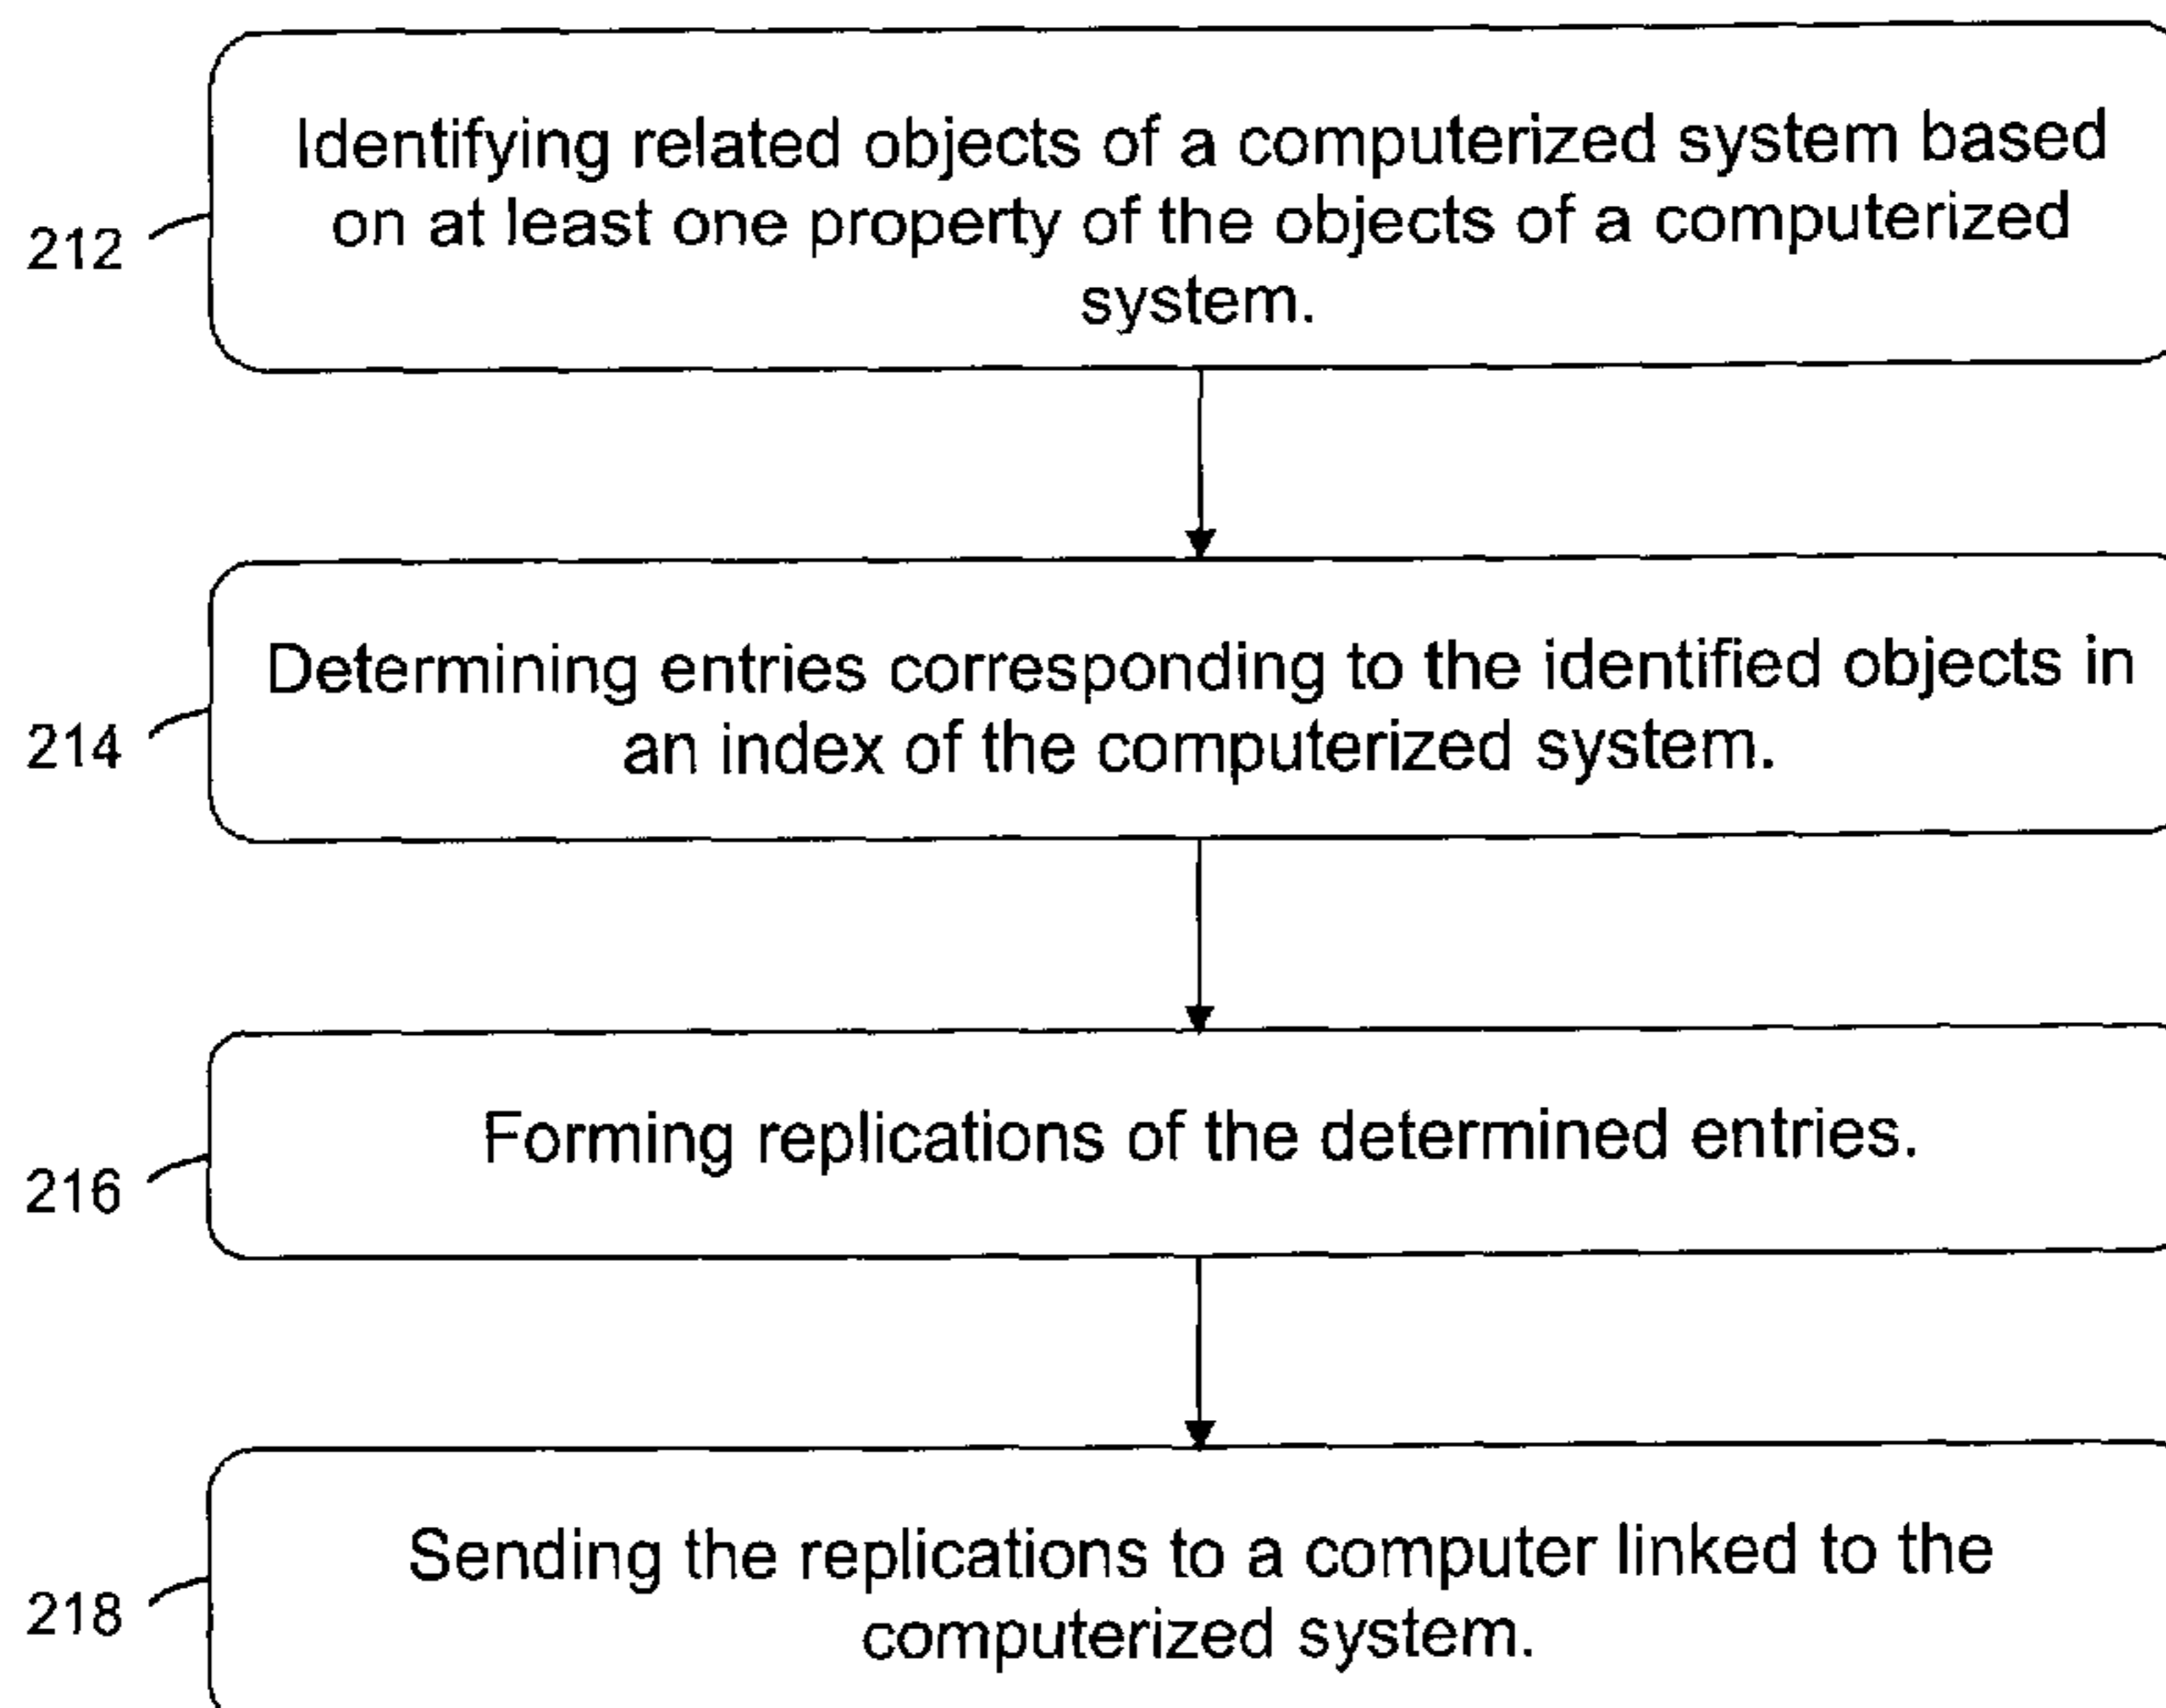 Identifying related objects of a computerized system based
on at least one property of the objects of a computerized
system.
212
Determining entries corresponding to the identified objects in
an index of the computerized system.
214
Forming replications of the determined entries.
216
Sending the replications to a computer linked to the
computerized system.
218